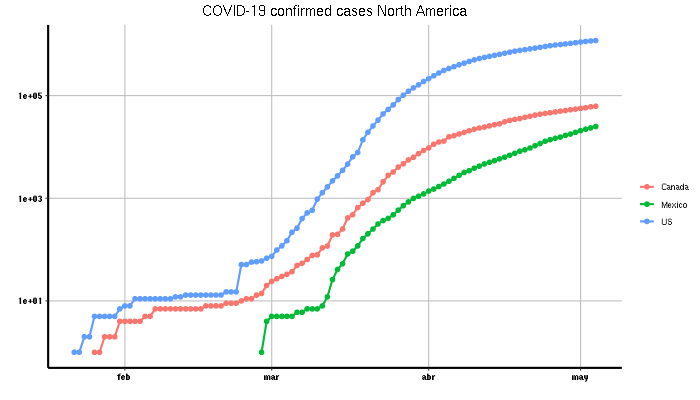 COVID-19 confirmed cases North America
1e+05
1e+03
1e+01
feb
mar
abr
may
Canada
Mexico
US